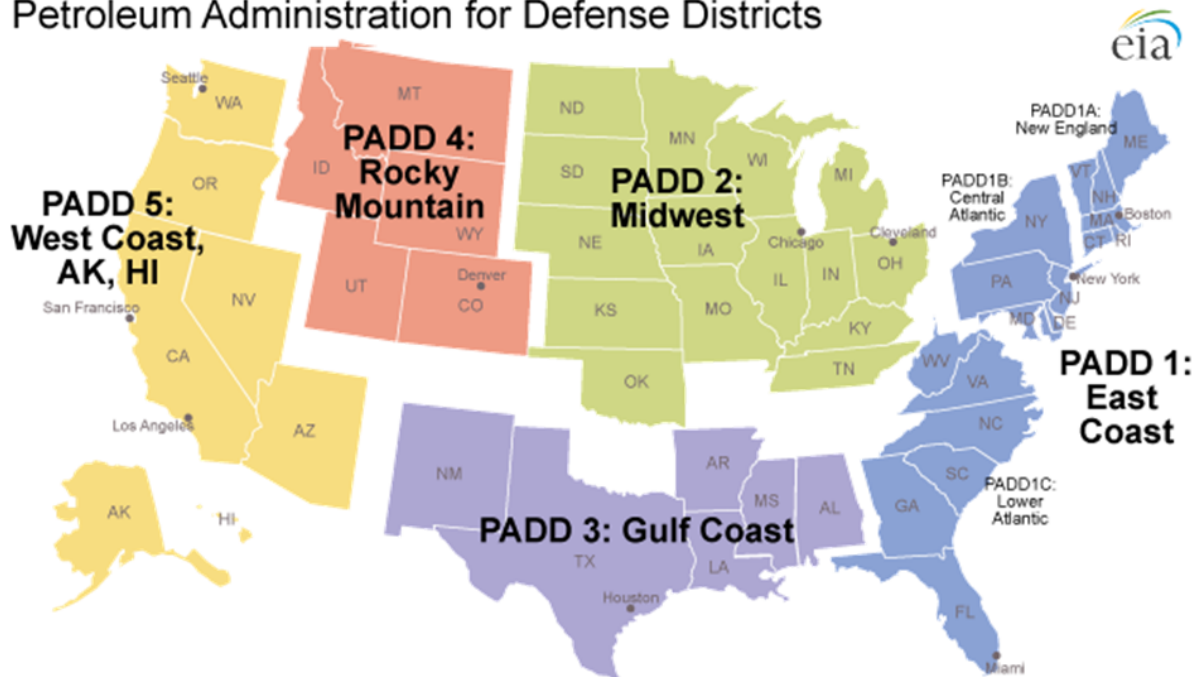 Petroleum Administration for Defense Districts
eia
Seattle
WA
OR
PADD 5:
West Coast,
AK, HI
San Francisco
NV
CA
Los Angeles
AZ
AK
HI
MT
PADD 4:
Rocky
Mountain
ID
WY
UT
Denver
CO
ND
MN
SD
WI
MI
PADD 2:
Midwest
NE
IA
Chicago
Cleveland
IL
IN
OH
KS
MO
KY
OK
TN
NM
AR
MS
AL
PADD 3: Gulf Coast
TX
LA
Houston
PADD1A:
New England
ME
VT
NH
MA
Boston
CT
RI
PADD1B:
Central
Atlantic
NY
PA
New York
NJ
MD
DE
PADD 1:
East
Coast
WV
VA
NC
SC
GA
PADD1C:
Lower
Atlantic
FL
Miami